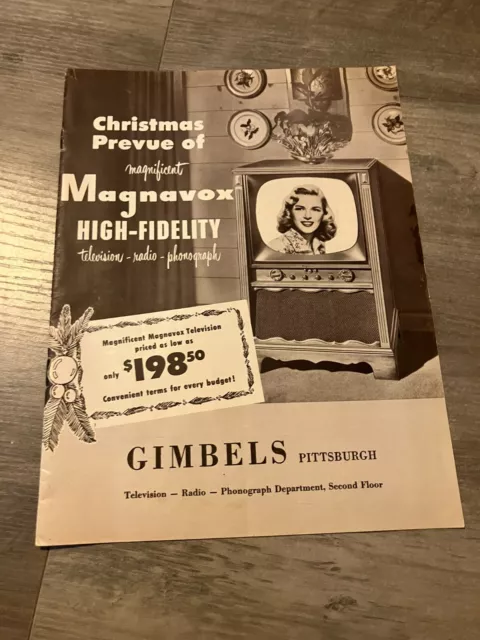 Christmas
Prevue of
magnificent
Magnavox
HIGH-FIDELITY
television - radio - phonograph
Magnificent Magnavox Television
priced as low as
only $198.50
Convenient terms for every budget!
GIMBELS PITTSBURGH
Television — Radio — Phonograph Department, Second Floor